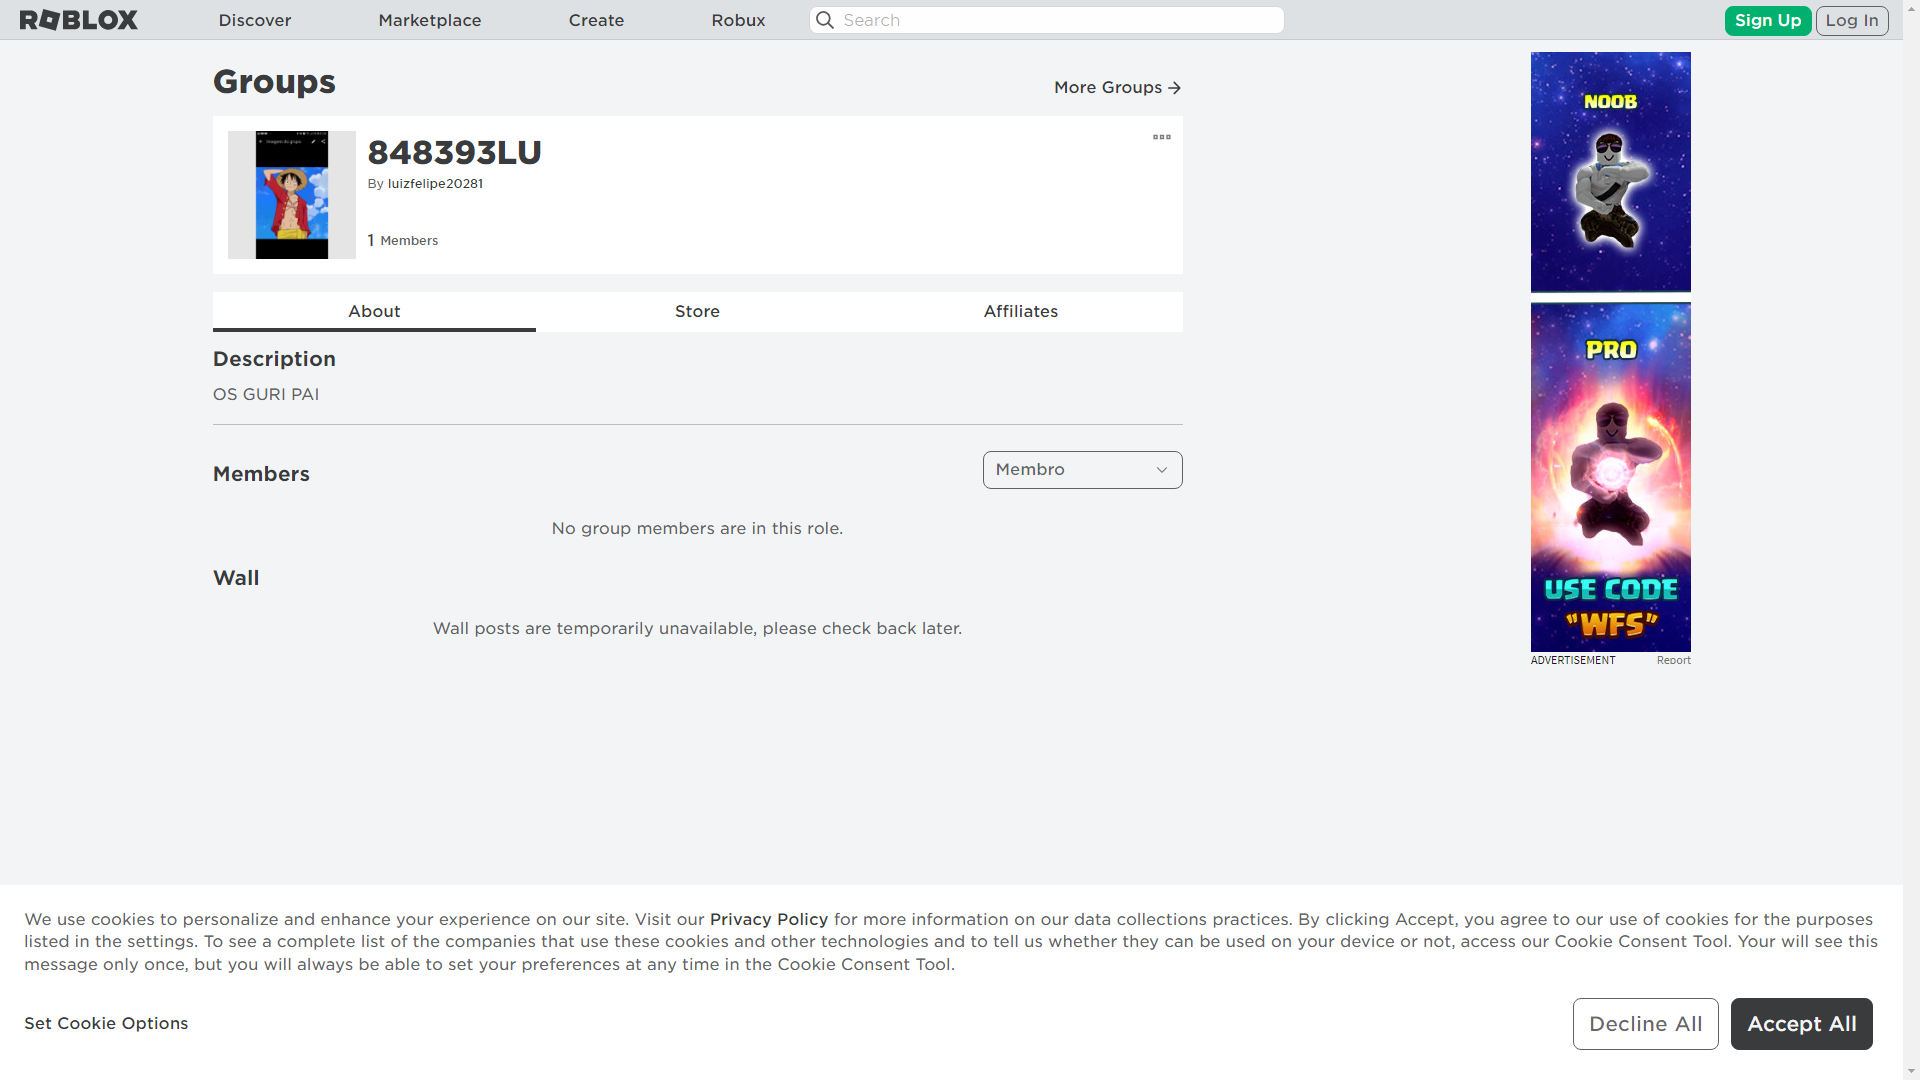 ROBLOX
Discover
Marketplace
Create
Robux
Search
Sign Up
Log In
Groups
More Groups
848393LU
By luizfelipe20281
1 Members
About
Store
Affiliates
Description
OS GURI PAI
Members
Membro
No group members are in this role.
Wall
Wall posts are temporarily unavailable, please check back later.
NOOB
PRO
USE CODE
"WFS"
ADVERTISEMENT
Report
We use cookies to personalize and enhance your experience on our site. Visit our Privacy Policy for more information on our data collections practices. By clicking Accept, you agree to our use of cookies for the purposes
listed in the settings. To see a complete list of the companies that use these cookies and other technologies and to tell us whether they can be used on your device or not, access our Cookie Consent Tool. Your will see this
message only once, but you will always be able to set your preferences at any time in the Cookie Consent Tool.
Set Cookie Options
Decline All
Accept All